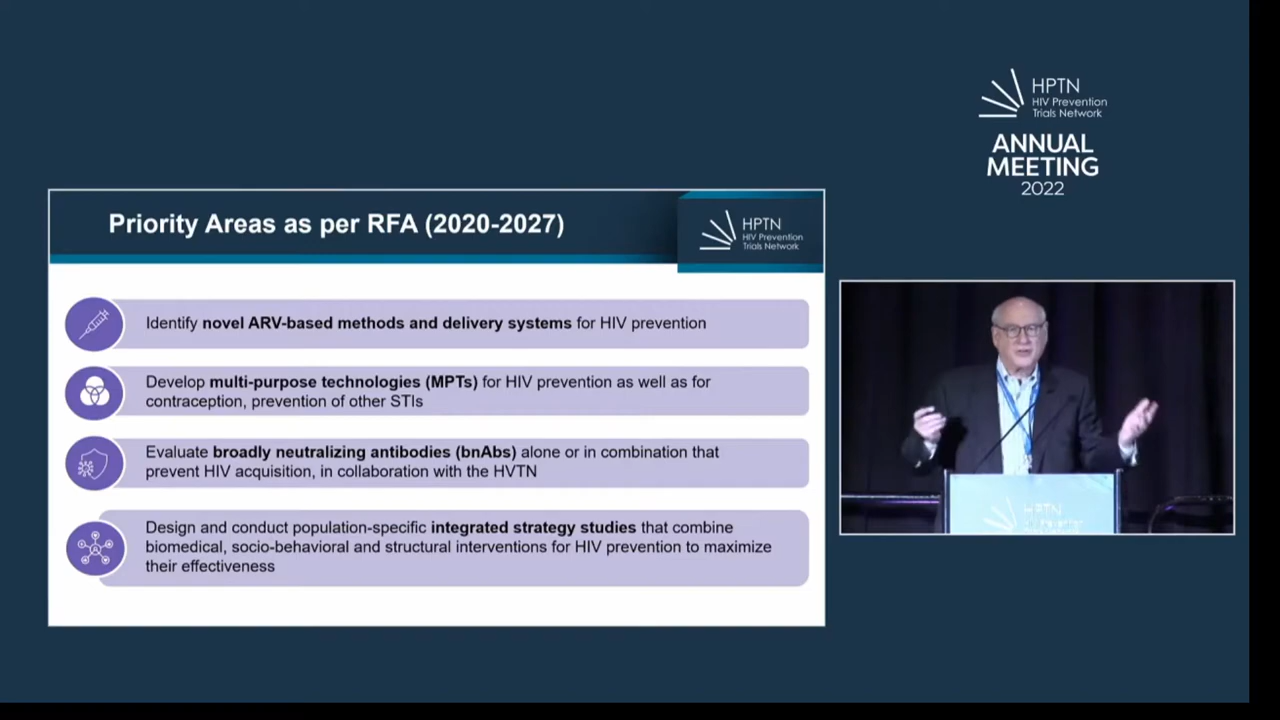 HPTN
HIV Prevention
Trials Network
ANNUAL
MEETING
2022
Priority Areas as per RFA (2020-2027)
HPTN
HIV Prevention
Trials Network
Identify novel ARV-based methods and delivery systems for HIV prevention
Develop multi-purpose technologies (MPTs) for HIV prevention as well as for
contraception, prevention of other STIs
Evaluate broadly neutralizing antibodies (bnAbs) alone or in combination that
prevent HIV acquisition, in collaboration with the HVTN
Design and conduct population-specific integrated strategy studies that combine
biomedical, socio-behavioral and structural interventions for HIV prevention to maximize
their effectiveness
HPTN
HIV Prevention